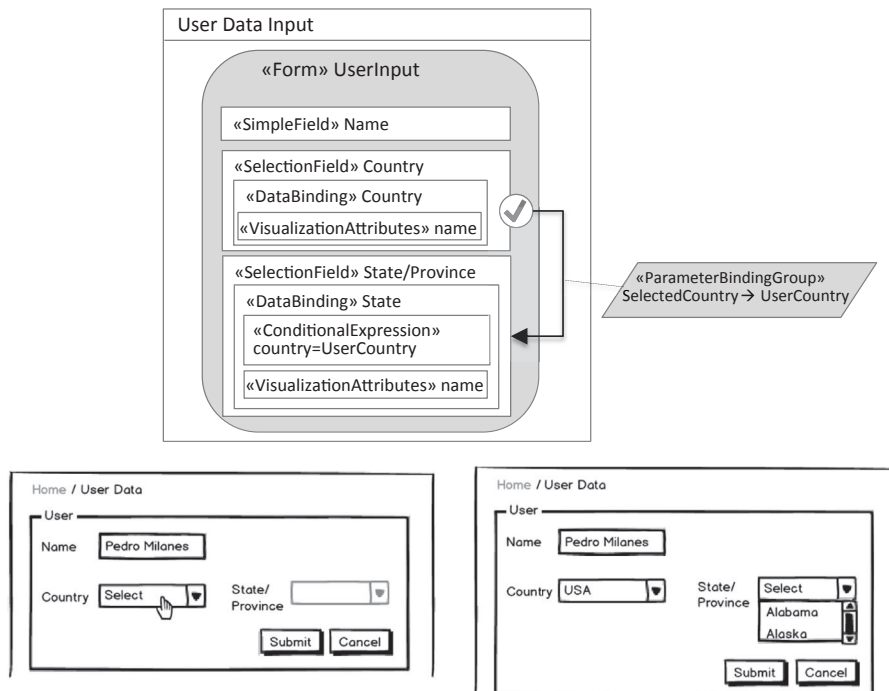 User Data Input
«Form» UserInput
«SimpleField» Name
«SelectionField» Country
«DataBinding» Country
«VisualizationAttributes» name
«SelectionField» State/Province
«DataBinding» State
«ConditionalExpression»
country=UserCountry
«VisualizationAttributes» name
«ParameterBindingGroup»
SelectedCountry→ UserCountry
Home / User Data
User
Name Pedro Milanes
Country Select State/
Province
Submit Cancel
Home / User Data
User
Name Pedro Milanes
Country USA State/ Select
Province Alabama
Alaska
Submit Cancel